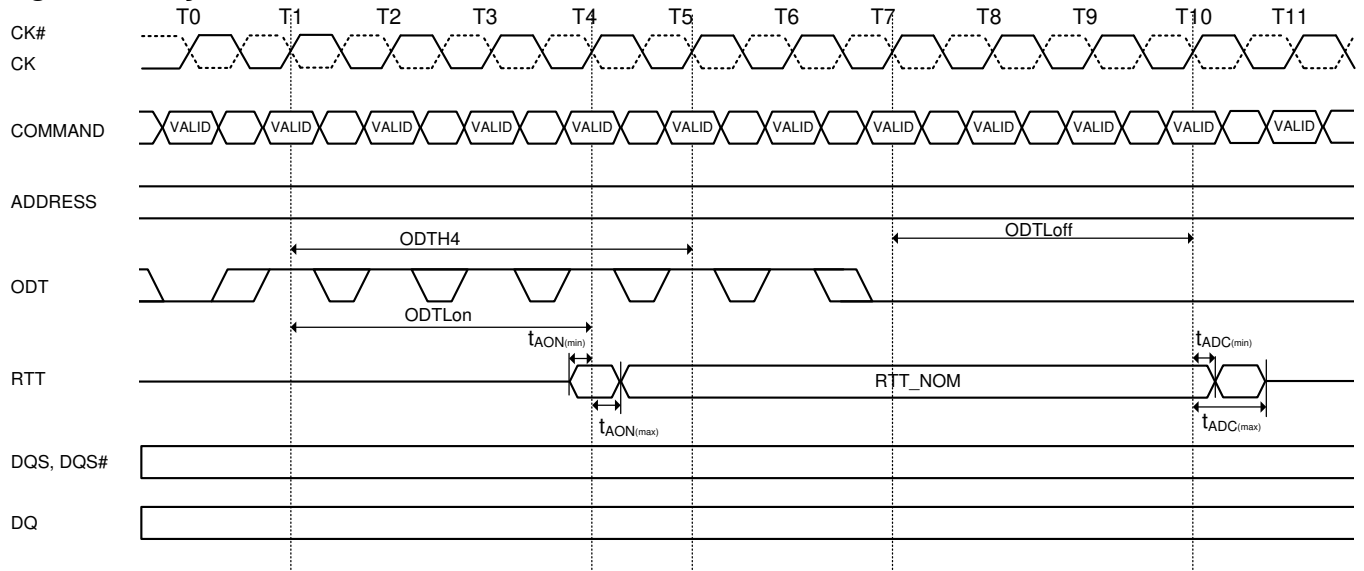 T0 T1 T2 T3 T4 T5 T6 T7 T8 T9 T10 T11
CK#
CK
COMMAND VALID VALID VALID VALID VALID VALID VALID VALID VALID VALID VALID VALID
ADDRESS
ODTLoff
ODTH4
ODT
ODTLon
tAON(min) tADC(min)
RTT RTT_NOM
tAON(max) tADC(max)
DQS, DQS#
DQ